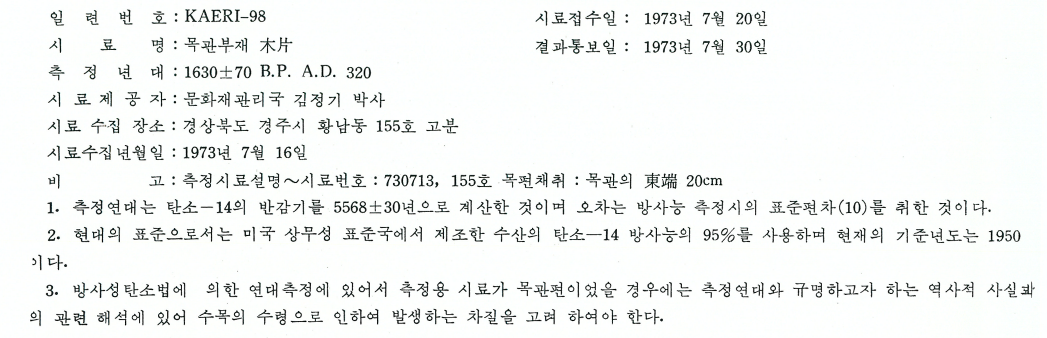 일 련 번 호 : KAERI-98 시료접수일 : 1973년 7월 20일
시 료 명 : 목관부재 木片 결과통보일 : 1973년 7월 30일
측 정 년 대 : 1630±70 B.P. A.D. 320
시 료 제 공 자 : 문화재관리국 김정기 박사
시료 수집 장소 : 경상북도 경주시 황남동 155호 고분
시료수집년월일 : 1973년 7월 16일
비 고 : 측정시료설명~시료번호 : 730713, 155호 목편채취 : 목관의 東端 20cm
1. 측정연대는 탄소-14의 반감기를 5568±30년으로 계산한 것이며 오차는 방사능 측정시의 표준편차(10)를 취한 것이다.
2. 현대의 표준으로서는 미국 상무성 표준국에서 제조한 수산의 탄소-14 방사능의 95%를 사용하며 현재의 기준년도는 1950
이다.
3. 방사성탄소법에 의한 연대측정에 있어서 측정용 시료가 목관편이었을 경우에는 측정연대와 규명하고자 하는 역사적 사실과
의 관련 해석에 있어 수목의 수령으로 인하여 발생하는 차질을 고려 하여야 한다.